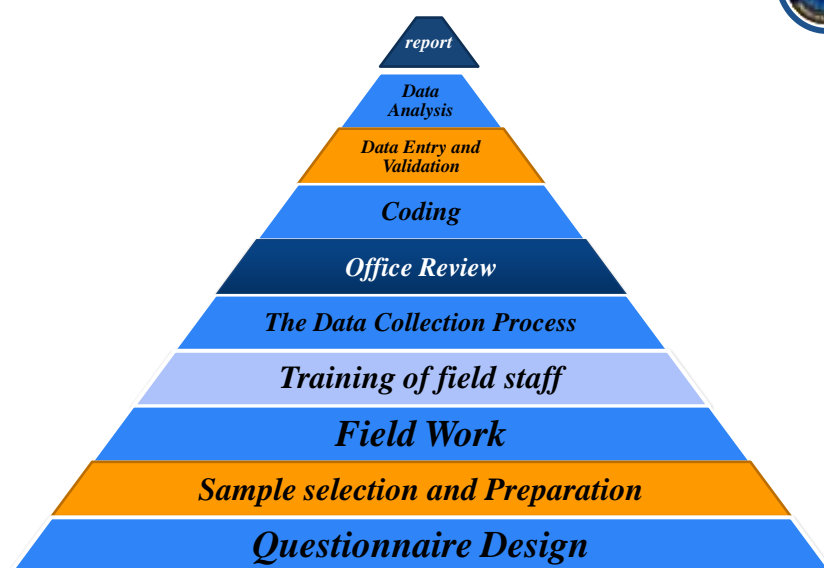 report
Data
Analysis
Data Entry and
Validation
Coding
Office Review
The Data Collection Process
Training of field staff
Field Work
Sample selection and Preparation
Questionnaire Design